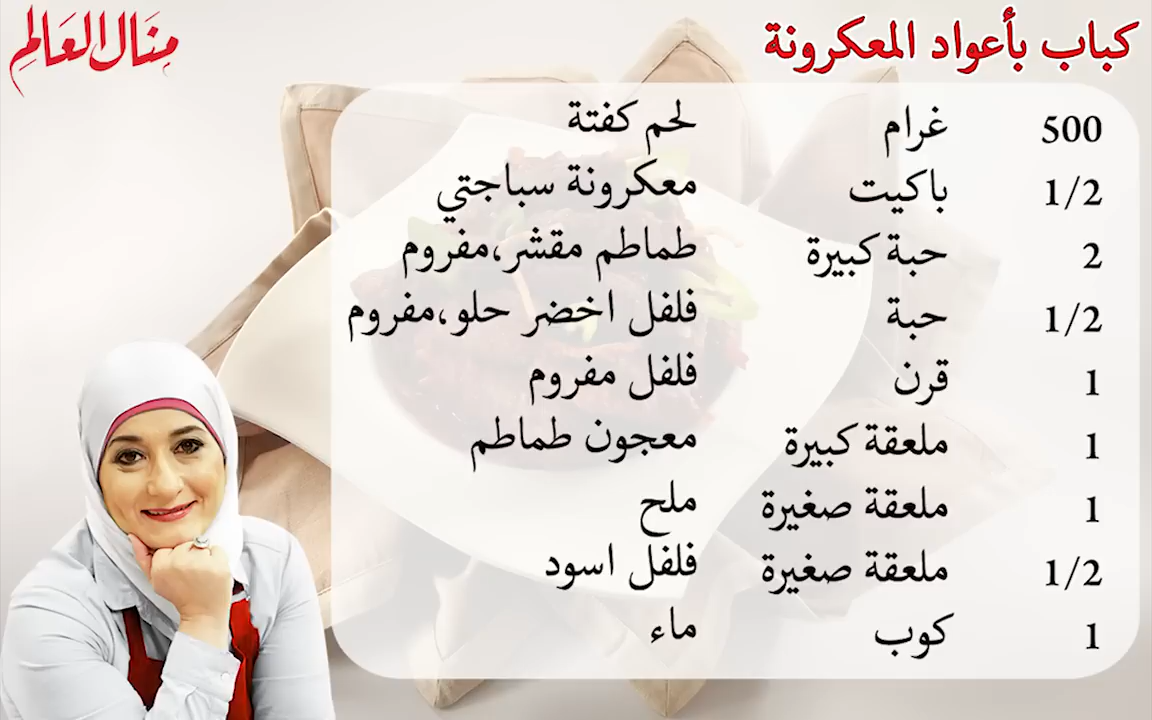 كباب بأعواد المعكرونة
منال العالم
500 غرام لحم كفتة
1/2 باكيت معكرونة سباجتي
2 حبة كبيرة طماطم مقشر،مفروم
1/2 حبة فلفل اخضر حلو،مفروم
1 قرن فلفل مفروم
1 ملعقة كبيرة معجون طماطم
1 ملعقة صغيرة ملح
1/2 ملعقة صغيرة فلفل اسود
1 كوب ماء